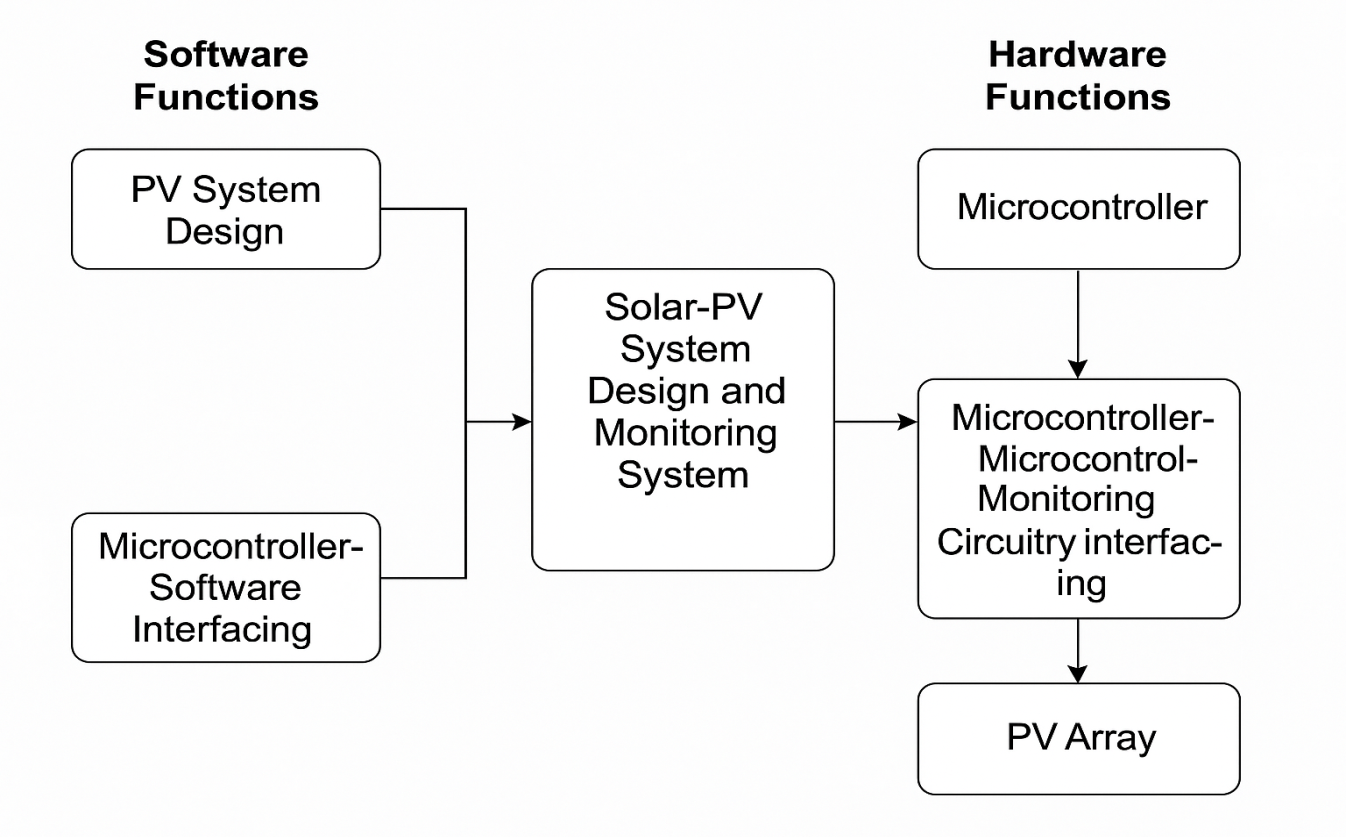 Software
Functions
PV System
Design
Microcontroller-
Software
Interfacing
Solar-PV
System
Design and
Monitoring
System
Hardware
Functions
Microcontroller
Microcontroller-
Microcontrol-
Monitoring
Circuitry interfac-
ing
PV Array